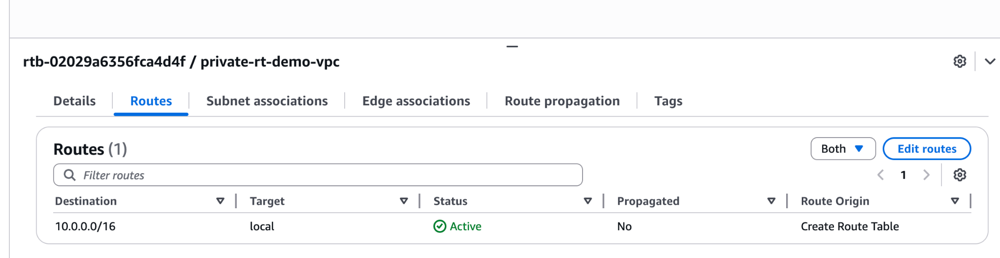 rtb-02029a6356fca4d4f / private-rt-demo-vpc
Details Routes Subnet associations Edge associations Route propagation Tags
Routes (1) Both Edit routes
Filter routes 1
Destination Target Status Propagated Route Origin
10.0.0.0/16 local Active No Create Route Table